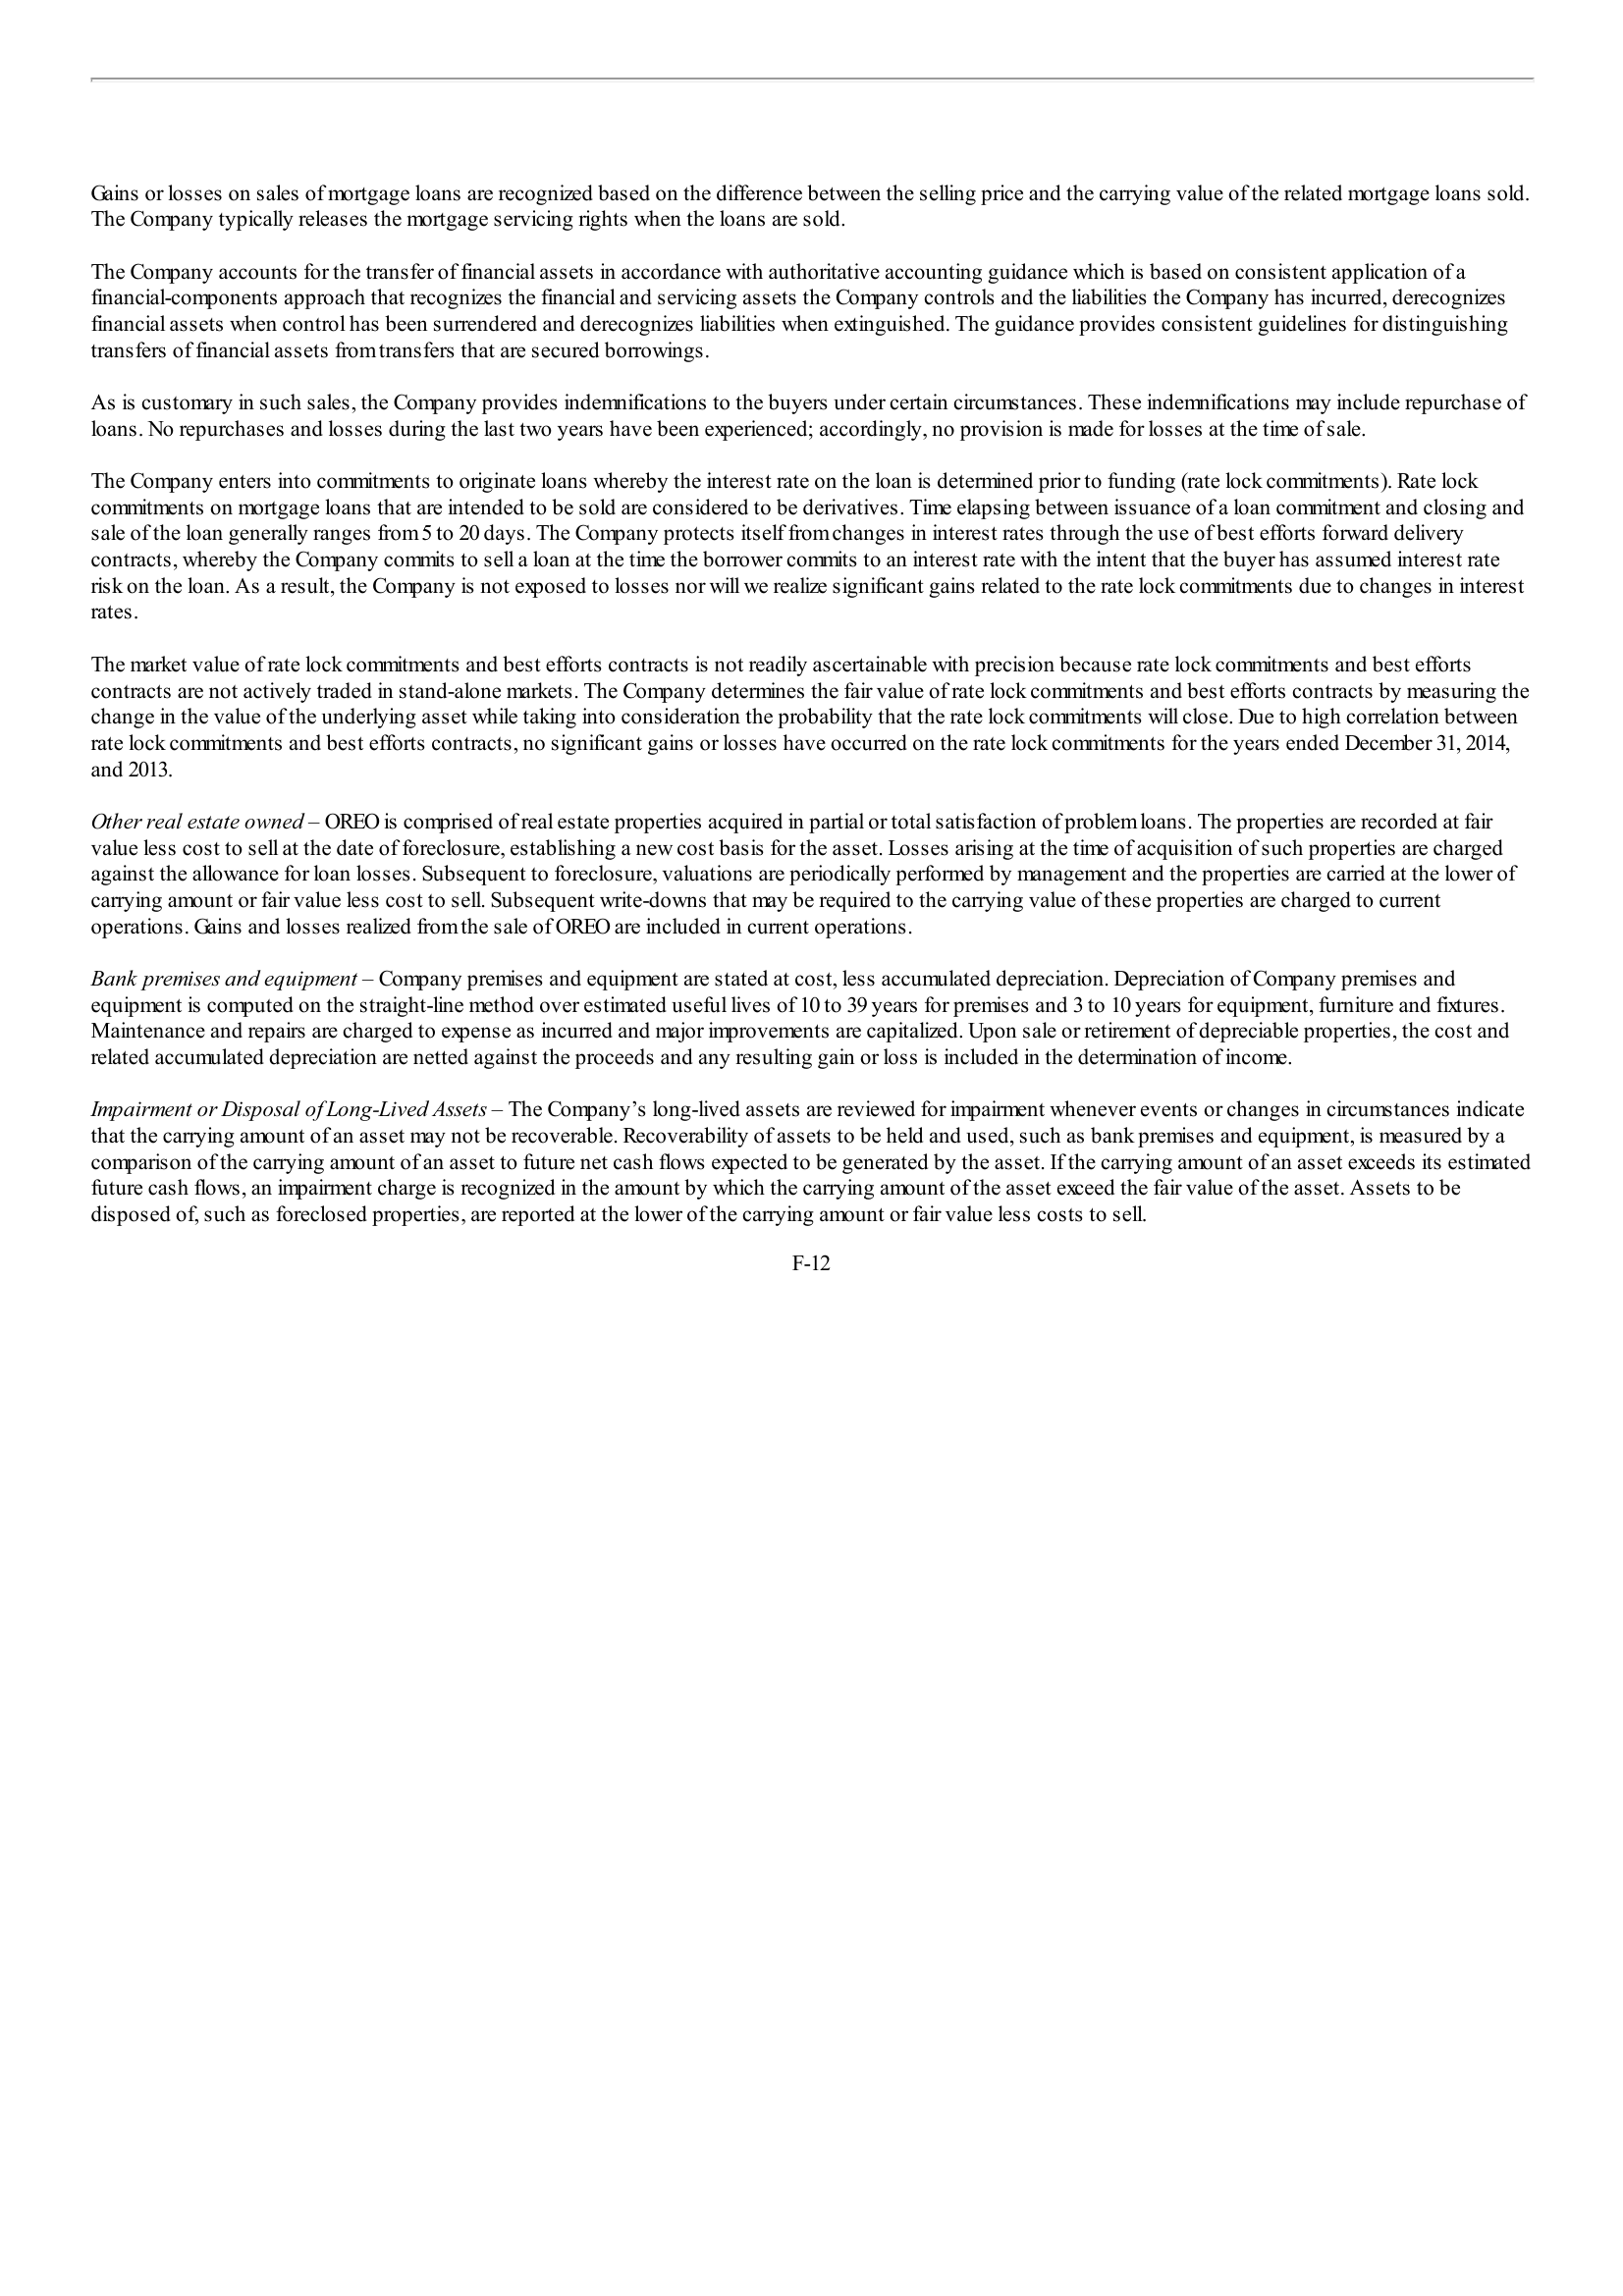 Gains or losses on sales of mortgage loans are recognized based on the difference between the selling price and the carrying value of the related mortgage loans sold.
The Company typically releases the mortgage servicing rights when the loans are sold.
The Company accounts for the transfer of financial assets in accordance with authoritative accounting guidance which is based on consistent application of a
financial-components approach that recognizes the financial and servicing assets the Company controls and the liabilities the Company has incurred, derecognizes
financial assets when control has been surrendered and derecognizes liabilities when extinguished. The guidance provides consistent guidelines for distinguishing
transfers of financial assets from transfers that are secured borrowings.
As is customary in such sales, the Company provides indemnifications to the buyers under certain circumstances. These indemnifications may include repurchase of
loans. No repurchases and losses during the last two years have been experienced; accordingly, no provision is made for losses at the time of sale.
The Company enters into commitments to originate loans whereby the interest rate on the loan is determined prior to funding (rate lock commitments). Rate lock
commitments on mortgage loans that are intended to be sold are considered to be derivatives. Time elapsing between issuance of a loan commitment and closing and
sale of the loan generally ranges from 5 to 20 days. The Company protects itself from changes in interest rates through the use of best efforts forward delivery
contracts, whereby the Company commits to sell a loan at the time the borrower commits to an interest rate with the intent that the buyer has assumed interest rate
risk on the loan. As a result, the Company is not exposed to losses nor will we realize significant gains related to the rate lock commitments due to changes in interest
rates.
The market value of rate lock commitments and best efforts contracts is not readily ascertainable with precision because rate lock commitments and best efforts
contracts are not actively traded in stand-alone markets. The Company determines the fair value of rate lock commitments and best efforts contracts by measuring the
change in the value of the underlying asset while taking into consideration the probability that the rate lock commitments will close. Due to high correlation between
rate lock commitments and best efforts contracts, no significant gains or losses have occurred on the rate lock commitments for the years ended December 31, 2014,
and 2013.
Other real estate owned – OREO is comprised of real estate properties acquired in partial or total satisfaction of problem loans. The properties are recorded at fair
value less cost to sell at the date of foreclosure, establishing a new cost basis for the asset. Losses arising at the time of acquisition of such properties are charged
against the allowance for loan losses. Subsequent to foreclosure, valuations are periodically performed by management and the properties are carried at the lower of
carrying amount or fair value less cost to sell. Subsequent write-downs that may be required to the carrying value of these properties are charged to current
operations. Gains and losses realized from the sale of OREO are included in current operations.
Bank premises and equipment – Company premises and equipment are stated at cost, less accumulated depreciation. Depreciation of Company premises and
equipment is computed on the straight-line method over estimated useful lives of 10 to 39 years for premises and 3 to 10 years for equipment, furniture and fixtures.
Maintenance and repairs are charged to expense as incurred and major improvements are capitalized. Upon sale or retirement of depreciable properties, the cost and
related accumulated depreciation are netted against the proceeds and any resulting gain or loss is included in the determination of income.
Impairment or Disposal of Long-Lived Assets – The Company’s long-lived assets are reviewed for impairment whenever events or changes in circumstances indicate
that the carrying amount of an asset may not be recoverable. Recoverability of assets to be held and used, such as bank premises and equipment, is measured by a
comparison of the carrying amount of an asset to future net cash flows expected to be generated by the asset. If the carrying amount of an asset exceeds its estimated
future cash flows, an impairment charge is recognized in the amount by which the carrying amount of the asset exceed the fair value of the asset. Assets to be
disposed of, such as foreclosed properties, are reported at the lower of the carrying amount or fair value less costs to sell.
F-12